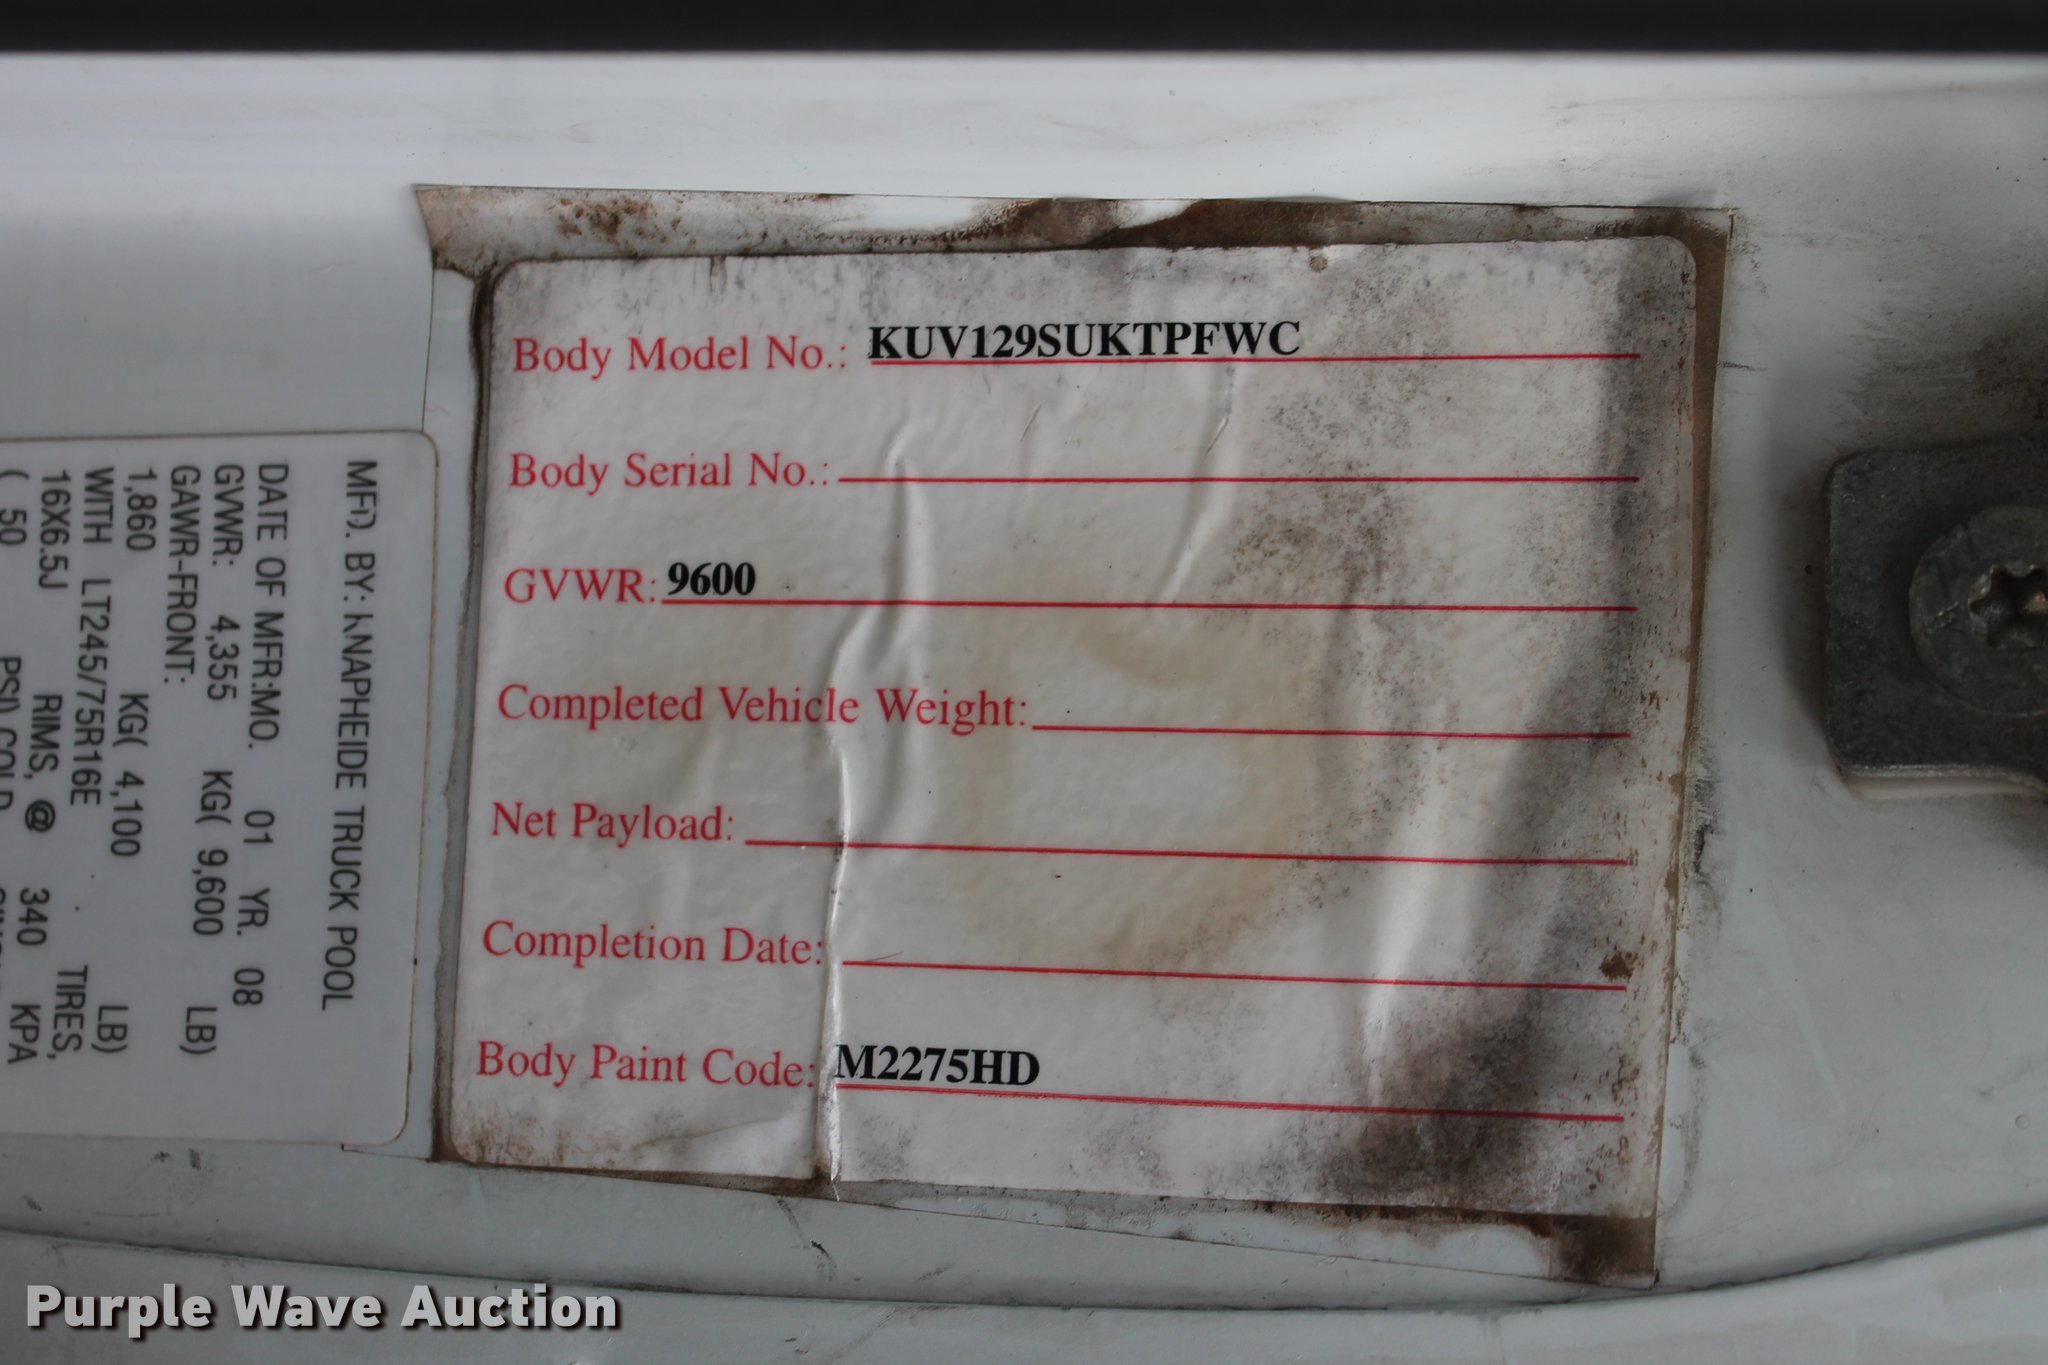 Body Model No.: KUV129SUKTPFWC
Body Serial No.:
GVWR: 9600
Completed Vehicle Weight:
Net Payload:
Completion Date:
Body Paint Code: M2275HD
MFD. BY: KNAPHEIDE TRUCK POOL
DATE OF MFR:MO. 01 YR. 08
GVWR: 4,355 KG( 9,600 LB)
GAWR-FRONT:
1,860 KG( 4,100 LB)
WITH LT245/75R16E TIRES,
16X6.5J RIMS, @ 340 KPA
( 50 PSI) COLD
Purple Wave Auction